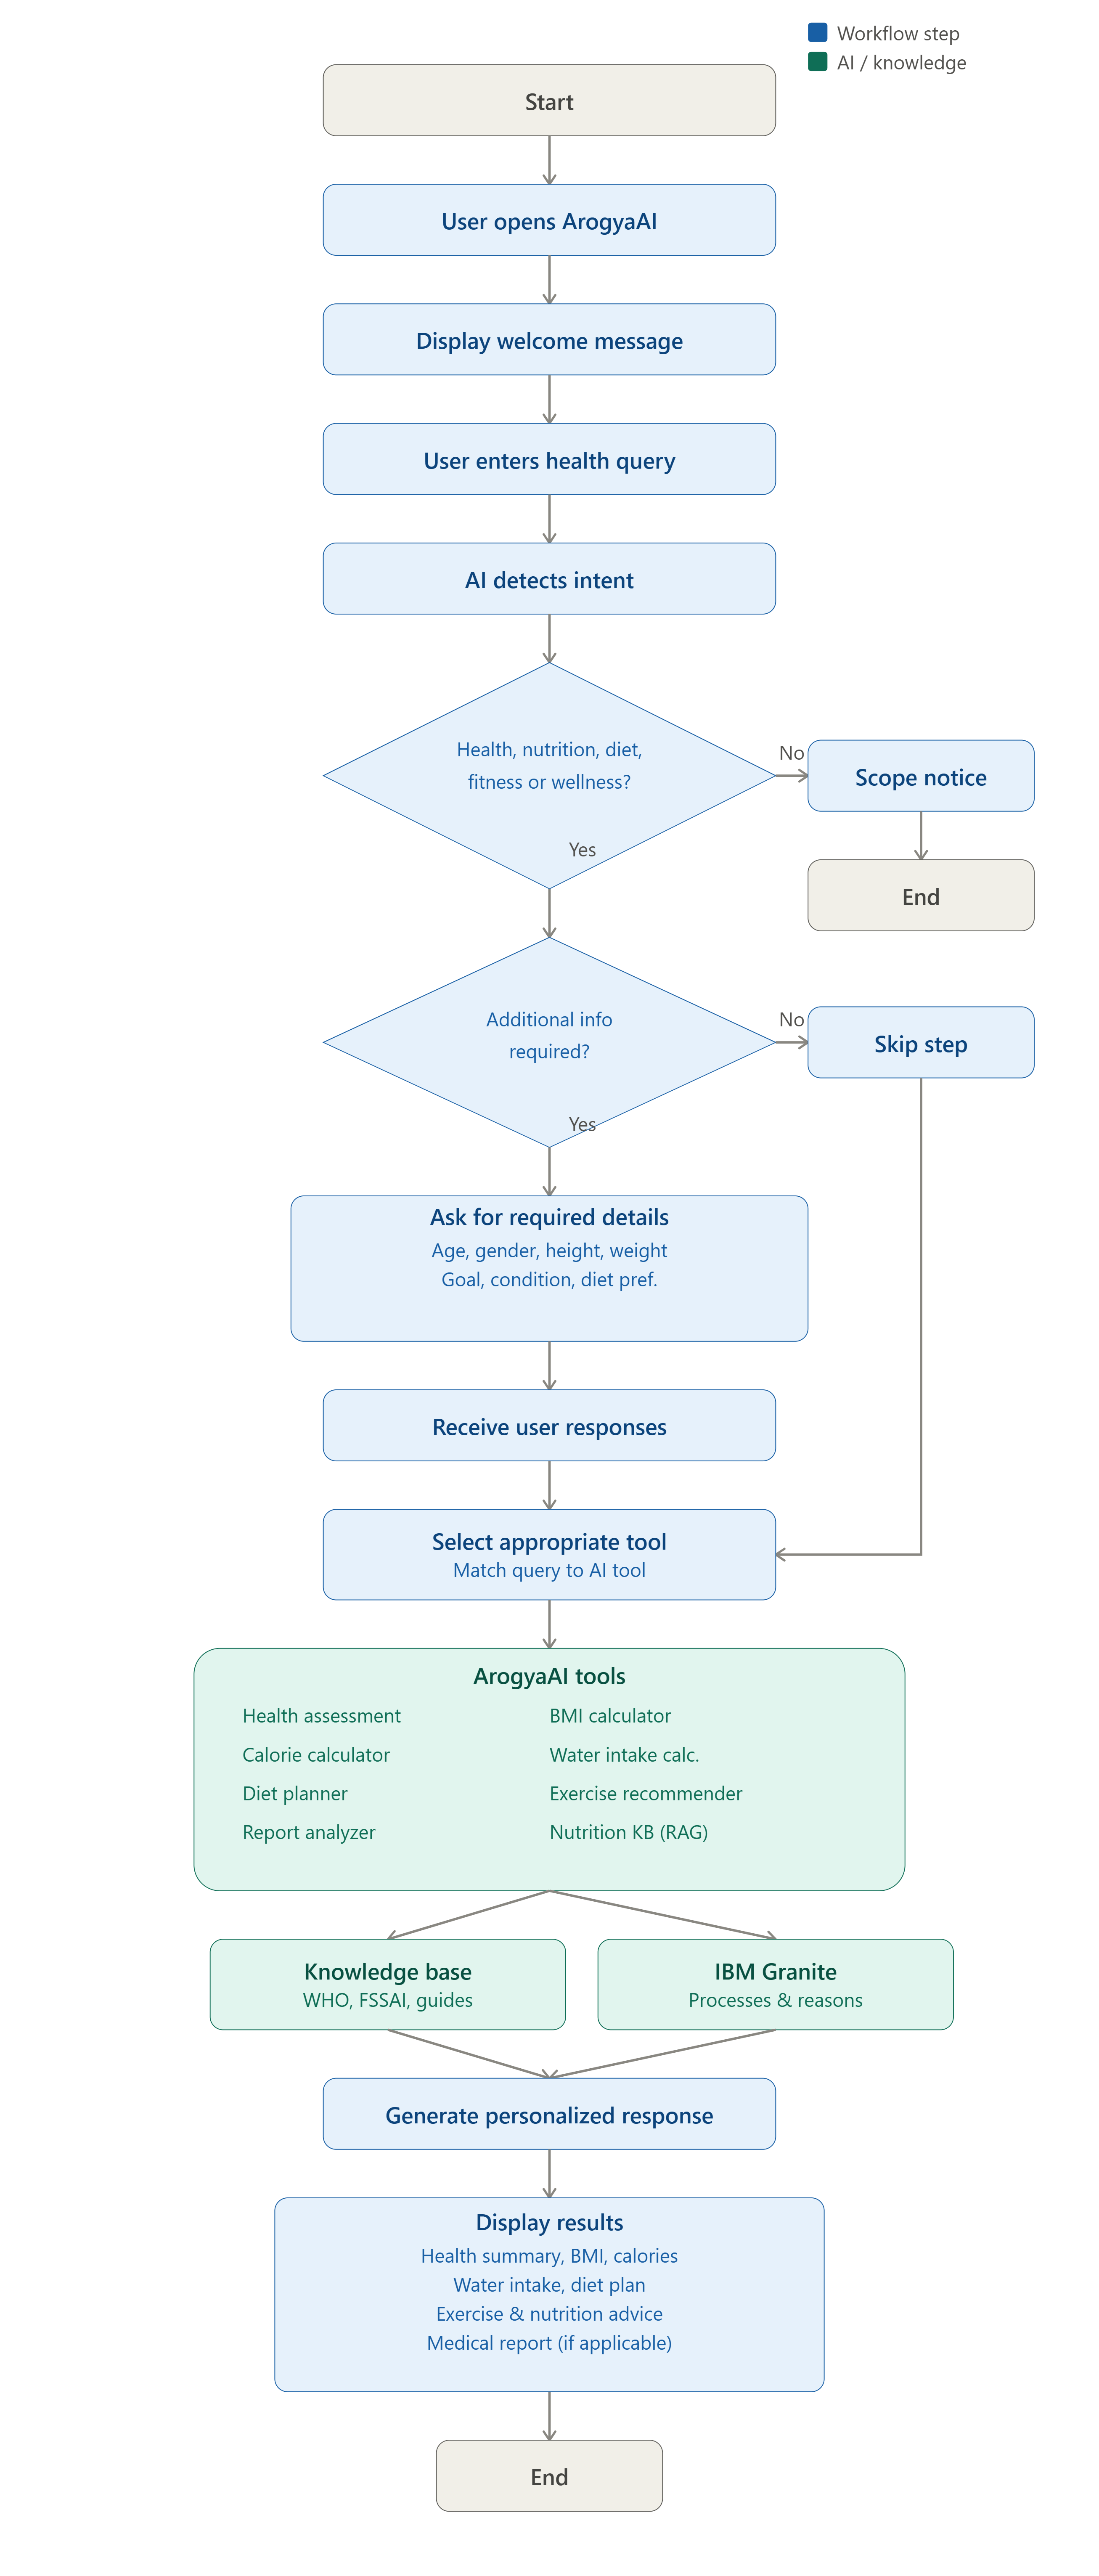 Workflow step
AI / knowledge
Start
User opens ArogyaAI
Display welcome message
User enters health query
AI detects intent
Health, nutrition, diet,
fitness or wellness?
No
Scope notice
Yes
End
Additional info
required?
No
Skip step
Yes
Ask for required details
Age, gender, height, weight
Goal, condition, diet pref.
Receive user responses
Select appropriate tool
Match query to AI tool
ArogyaAI tools
Health assessment
BMI calculator
Calorie calculator
Water intake calc.
Diet planner
Exercise recommender
Report analyzer
Nutrition KB (RAG)
Knowledge base
WHO, FSSAI, guides
IBM Granite
Processes & reasons
Generate personalized response
Display results
Health summary, BMI, calories
Water intake, diet plan
Exercise & nutrition advice
Medical report (if applicable)
End